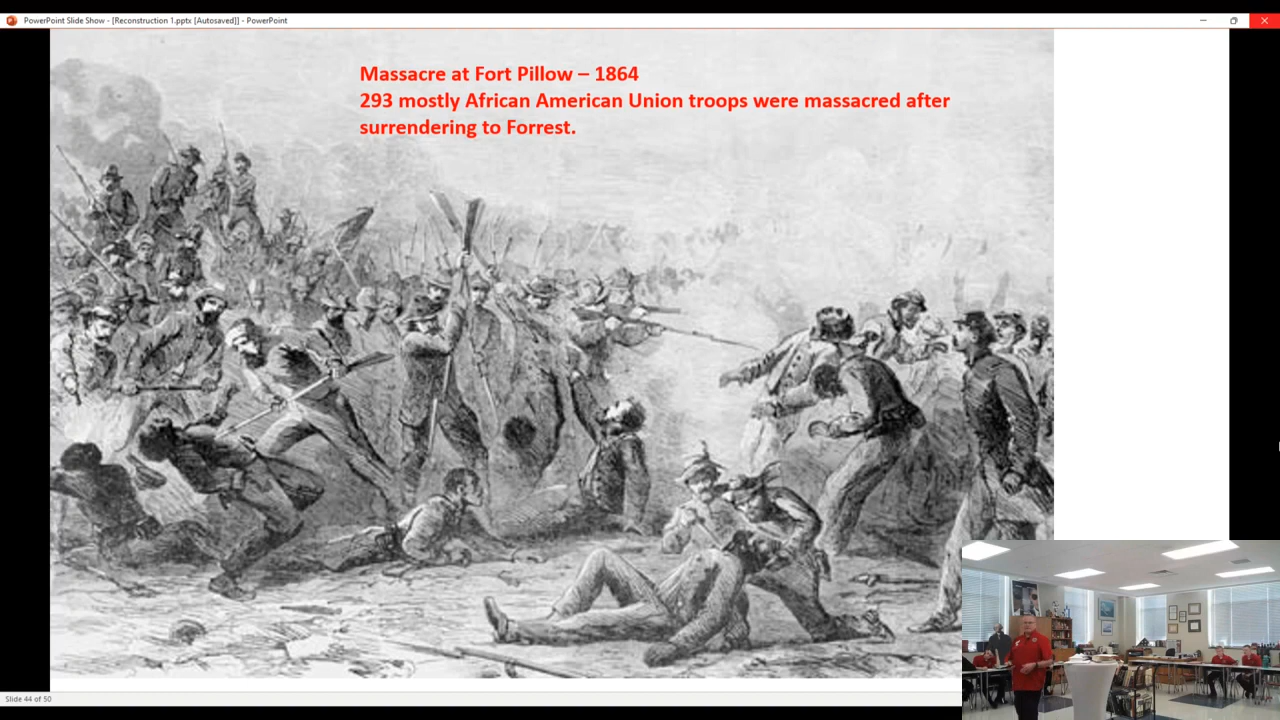 PowerPoint Slide Show - [Reconstruction 1.pptx [Autosaved]] - PowerPoint
Massacre at Fort Pillow – 1864
293 mostly African American Union troops were massacred after
surrendering to Forrest.
Slide 44 of 50